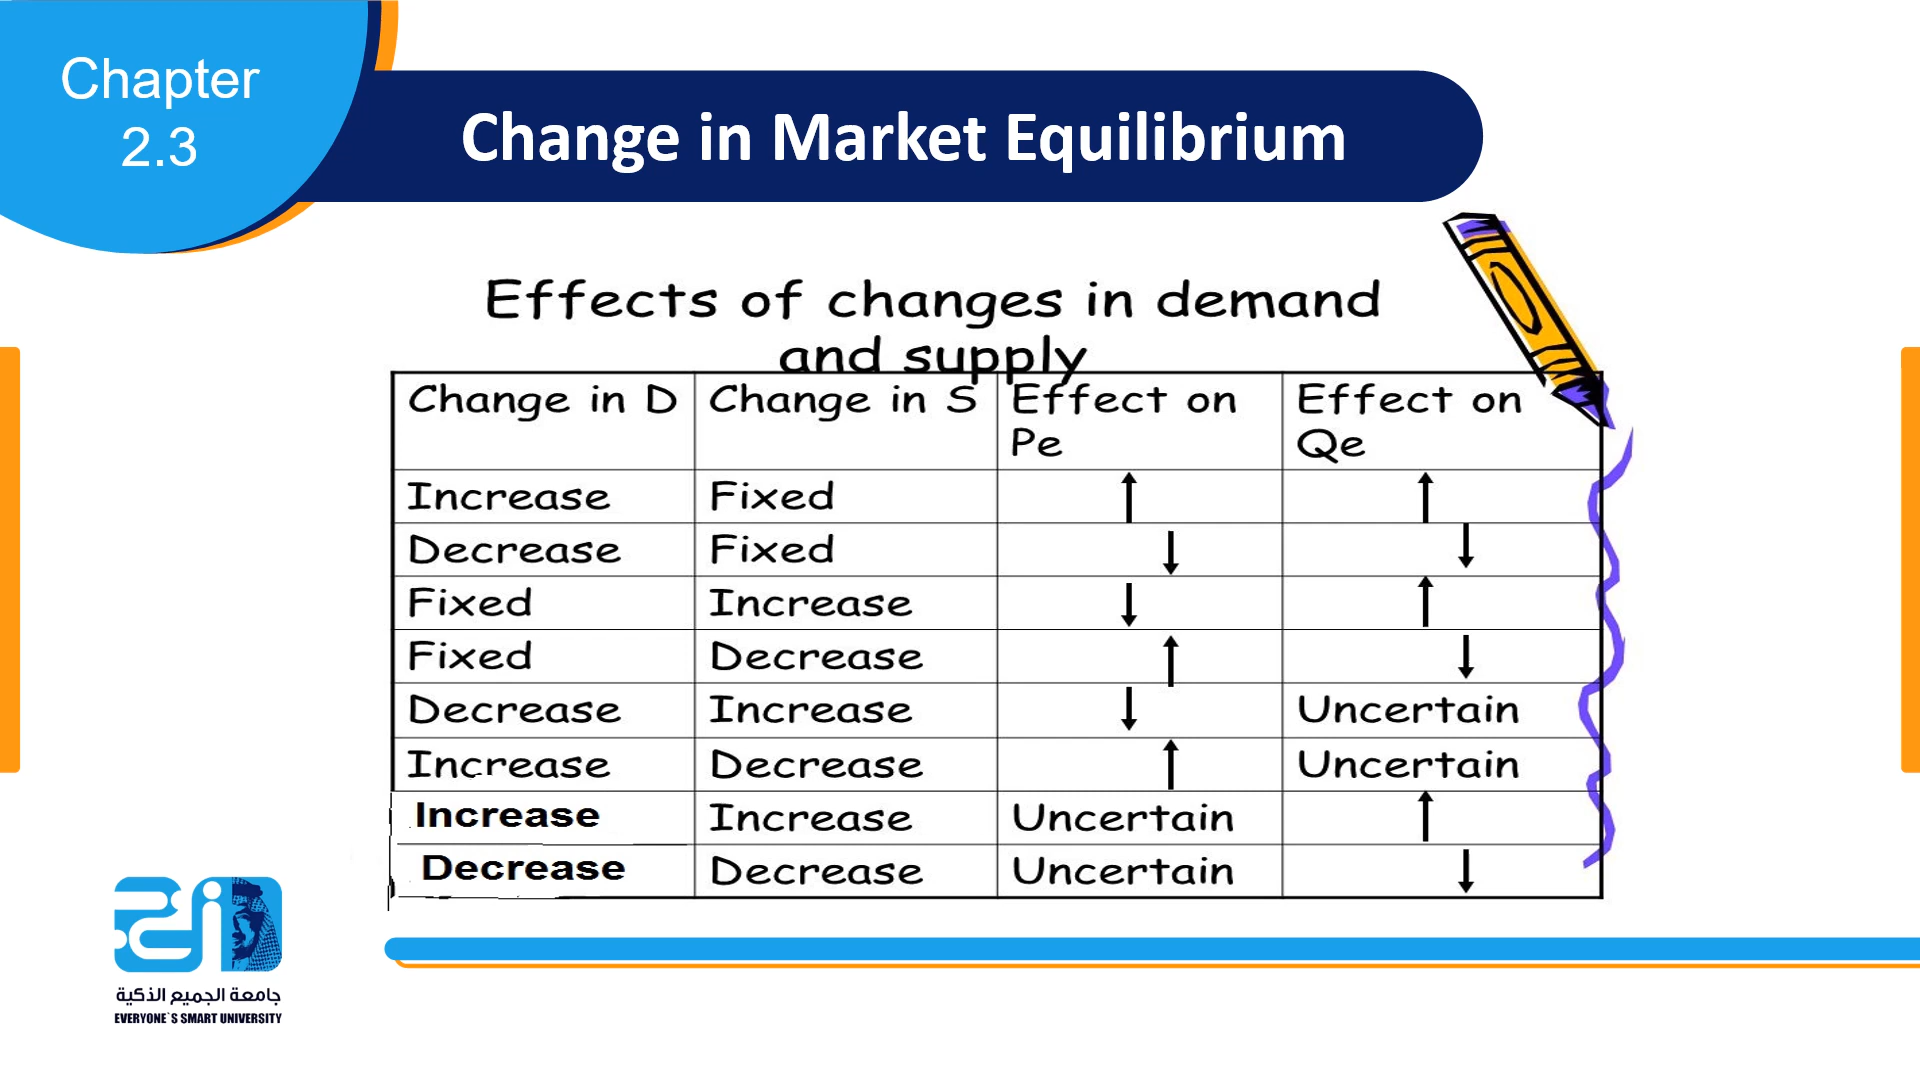 Chapter
2.3
Change in Market Equilibrium
Effects of changes in demand
and supply
Change in D Change in S Effect on Pe Effect on Qe
Increase Fixed ↑ ↑
Decrease Fixed ↓ ↓
Fixed Increase ↓ ↑
Fixed Decrease ↑ ↓
Decrease Increase ↓ Uncertain
Increase Decrease ↑ Uncertain
Increase Increase Uncertain ↑
Decrease Decrease Uncertain ↓
جامعة الجميع الذكية
EVERYONE`S SMART UNIVERSITY